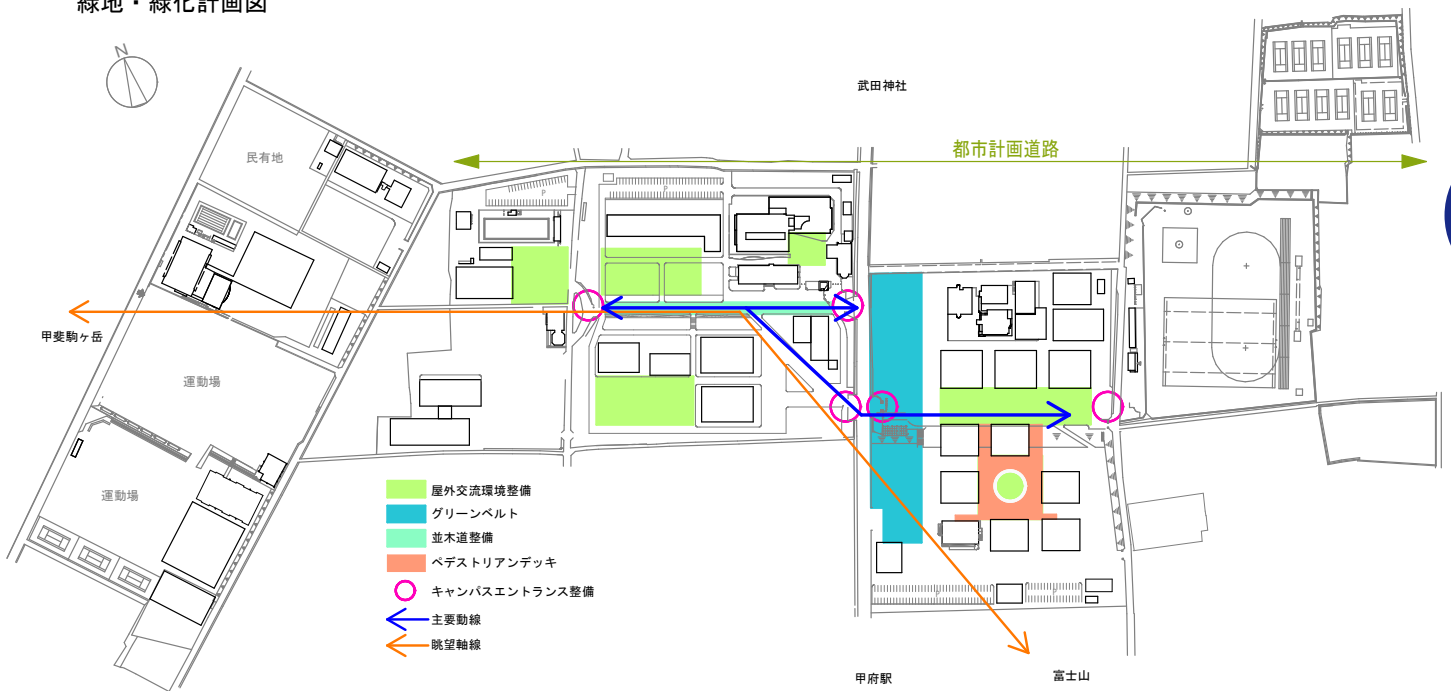 緑地・緑化計画図
N
武田神社
都市計画道路
民有地
P
P
P
甲斐駒ヶ岳
運動場
運動場
屋外交流環境整備
グリーンベルト
並木道整備
ペデストリアンデッキ
キャンパスエントランス整備
主要動線
眺望軸線
P
P
甲府駅
富士山